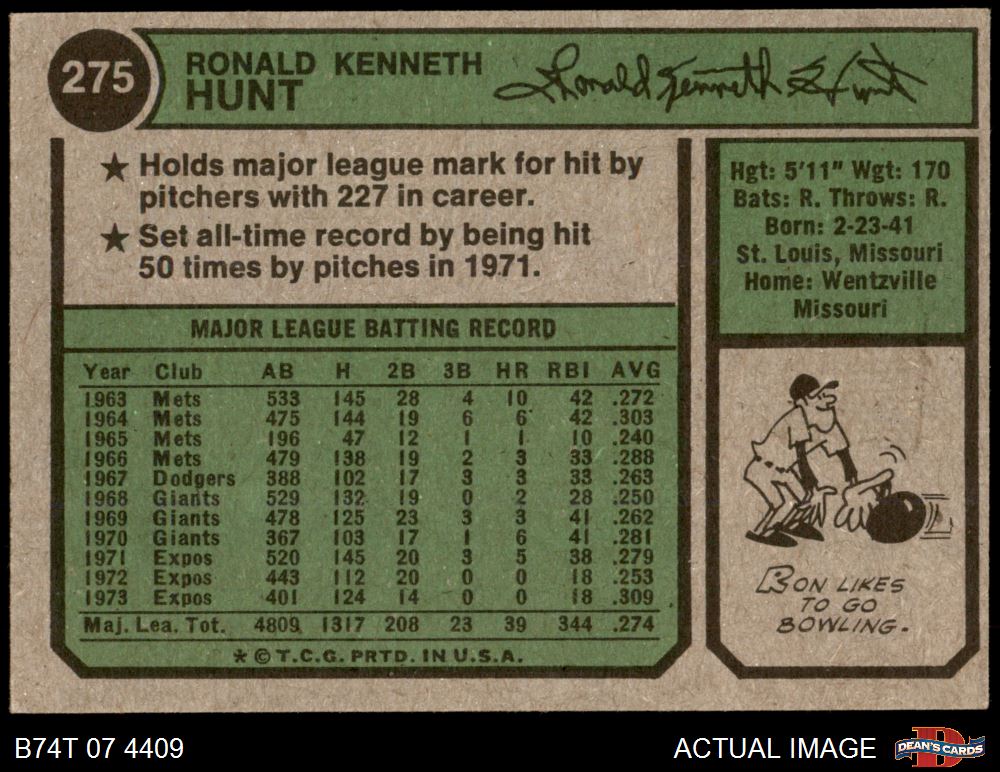 275
RONALD KENNETH
HUNT
Ronald Kenneth Hunt
★ Holds major league mark for hit by
pitchers with 227 in career.
★ Set all-time record by being hit
50 times by pitches in 1971.
MAJOR LEAGUE BATTING RECORD
Year Club AB H 2B 3B HR RBI AVG
1963 Mets 533 145 28 4 10 42 .272
1964 Mets 475 144 19 6 6 42 .303
1965 Mets 196 47 12 1 1 10 .240
1966 Mets 479 138 19 2 3 33 .288
1967 Dodgers 388 102 17 3 3 33 .263
1968 Giants 529 132 19 0 2 28 .250
1969 Giants 478 125 23 3 3 41 .262
1970 Giants 367 103 17 1 6 41 .281
1971 Expos 520 145 20 3 5 38 .279
1972 Expos 443 112 20 0 0 18 .253
1973 Expos 401 124 14 0 0 18 .309
Maj. Lea. Tot. 4809 1317 208 23 39 344 .274
* © T.C.G. PRTD. IN U.S.A.
Hgt: 5'11" Wgt: 170
Bats: R. Throws: R.
Born: 2-23-41
St. Louis, Missouri
Home: Wentzville
Missouri
RON LIKES
TO GO
BOWLING.
B74T 07 4409
ACTUAL IMAGE
D
DEAN'S CARDS